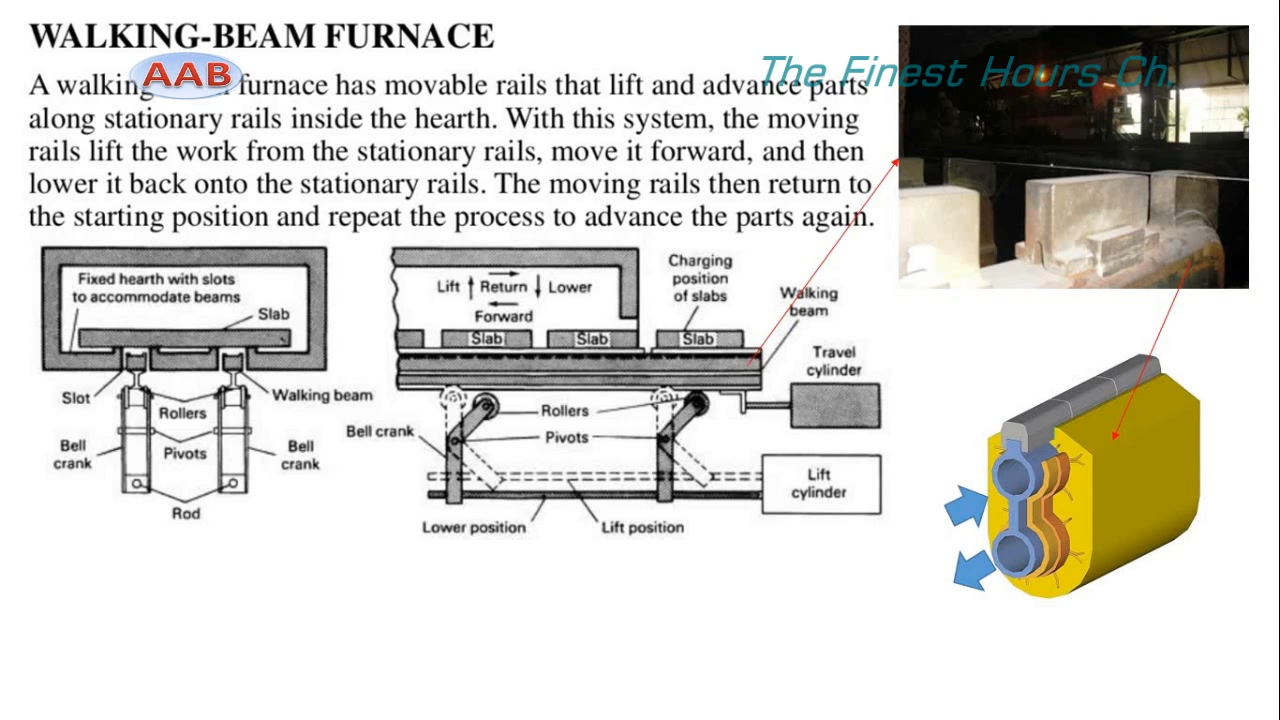 WALKING-BEAM FURNACE
AAB
The Finest Hours Ch.
A walking furnace has movable rails that lift and advance parts
along stationary rails inside the hearth. With this system, the moving
rails lift the work from the stationary rails, move it forward, and then
lower it back onto the stationary rails. The moving rails then return to
the starting position and repeat the process to advance the parts again.
Fixed hearth with slots
to accommodate beams
Slab
Slot
Walking beam
Rollers
Bell
crank
Pivots
Bell
crank
Rod
Lift
Return
Lower
Forward
Charging
position
of slabs
Slab
Slab
Slab
Walking
beam
Travel
cylinder
Rollers
Bell crank
Pivots
Lift
cylinder
Lower position
Lift position